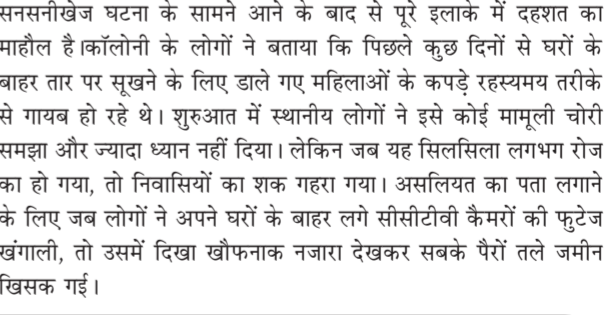 सनसनीखेज घटना के सामने आने के बाद से पूरे इलाके में दहशत का
माहौल है।कॉलोनी के लोगों ने बताया कि पिछले कुछ दिनों से घरों के
बाहर तार पर सूखने के लिए डाले गए महिलाओं के कपड़े रहस्यमय तरीके
से गायब हो रहे थे। शुरुआत में स्थानीय लोगों ने इसे कोई मामूली चोरी
समझा और ज्यादा ध्यान नहीं दिया। लेकिन जब यह सिलसिला लगभग रोज
का हो गया, तो निवासियों का शक गहरा गया। असलियत का पता लगाने
के लिए जब लोगों ने अपने घरों के बाहर लगे सीसीटीवी कैमरों की फुटेज
खंगाली, तो उसमें दिखा खौफनाक नजारा देखकर सबके पैरों तले जमीन
खिसक गई।